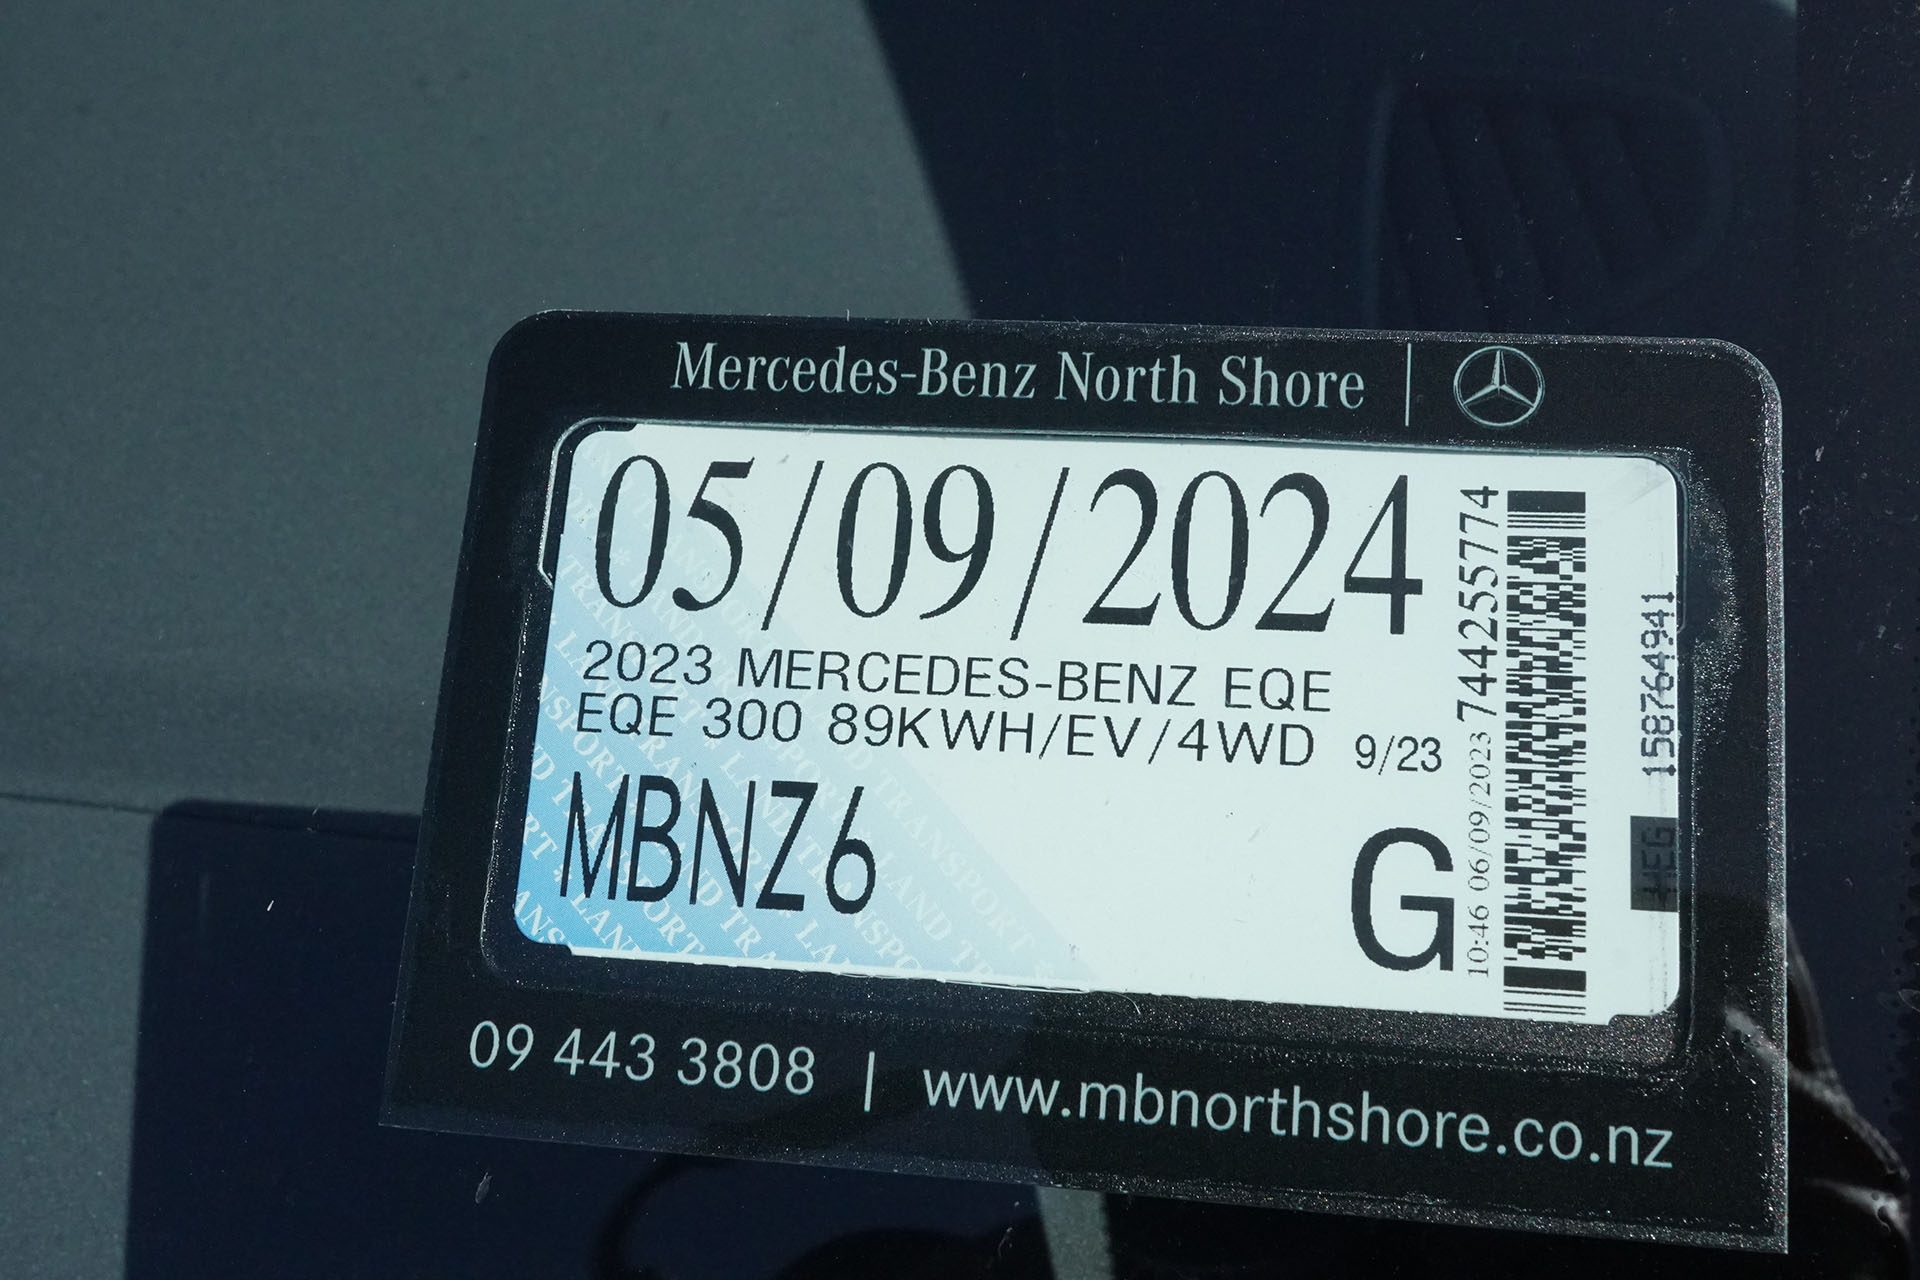 Mercedes-Benz North Shore
05/09/2024
2023 MERCEDES-BENZ EQE
EQE 300 89KWH/EV/4WD 9/23
MBNZ6
G
10:46 06/09/2023 744255774
158764941
WEG
09 443 3808 | www.mbnorthshore.co.nz